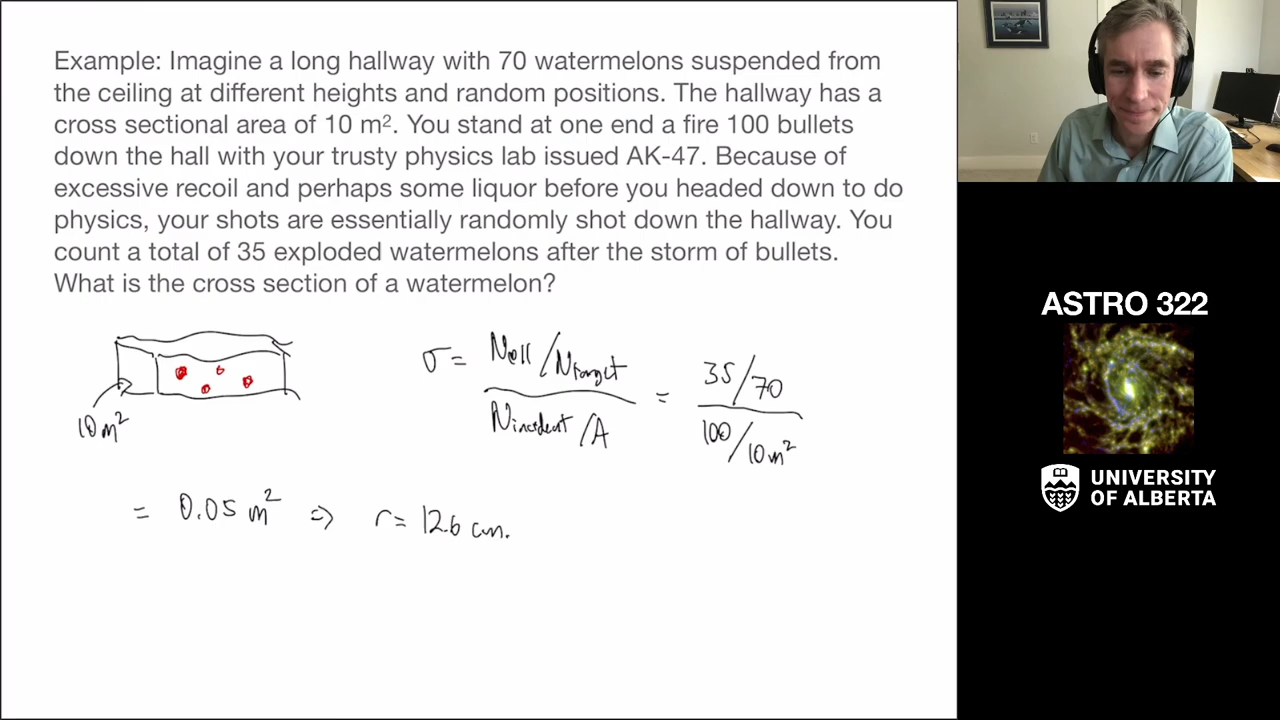 Example: Imagine a long hallway with 70 watermelons suspended from
the ceiling at different heights and random positions. The hallway has a
cross sectional area of 10 m². You stand at one end a fire 100 bullets
down the hall with your trusty physics lab issued AK-47. Because of
excessive recoil and perhaps some liquor before you headed down to do
physics, your shots are essentially randomly shot down the hallway. You
count a total of 35 exploded watermelons after the storm of bullets.
What is the cross section of a watermelon?
10 m²
σ = Nell/Ntarget / Nincident/A = 35/70 / 100/10 m²
= 0.05 m² ⇒ r = 12.6 cm.
ASTRO 322
UNIVERSITY
OF ALBERTA